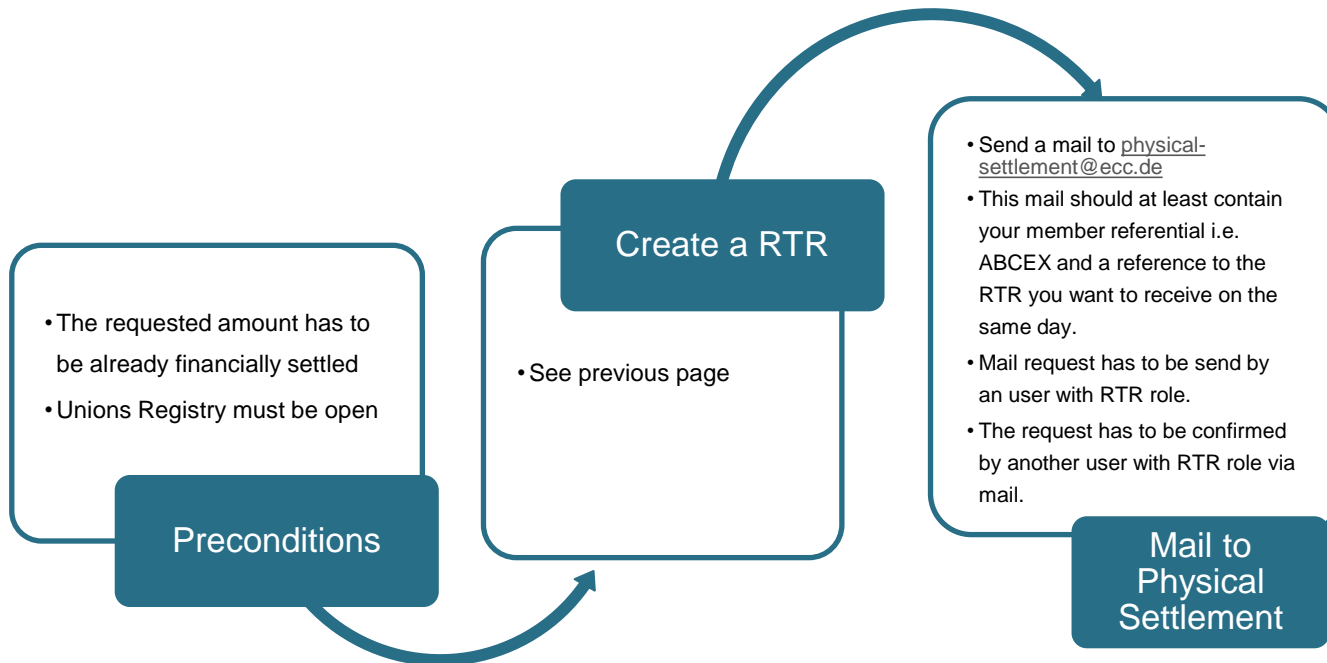 • The requested amount has to
be already financially settled
• Unions Registry must be open
Preconditions
Create a RTR
• See previous page
• Send a mail to physical-
settlement@ecc.de
• This mail should at least contain
your member referential i.e.
ABCEX and a reference to the
RTR you want to receive on the
same day.
• Mail request has to be send by
an user with RTR role.
• The request has to be confirmed
by another user with RTR role via
mail.
Mail to
Physical
Settlement